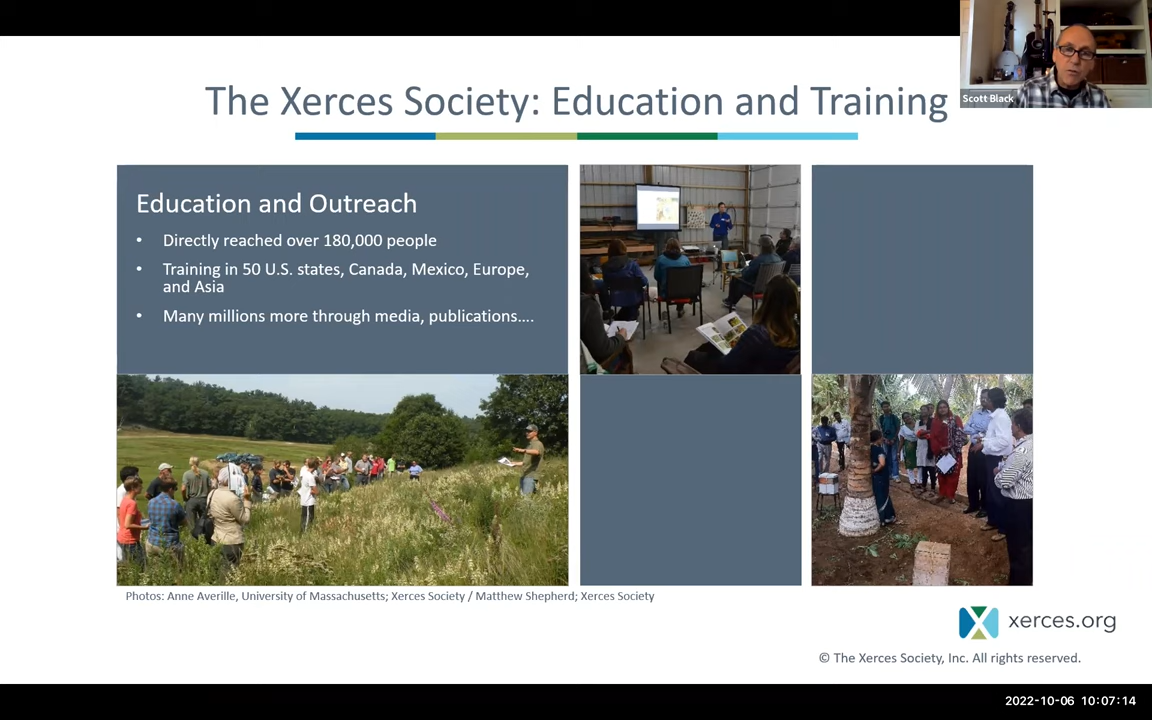 Scott Black
The Xerces Society: Education and Training
Education and Outreach
• Directly reached over 180,000 people
• Training in 50 U.S. states, Canada, Mexico, Europe,
and Asia
• Many millions more through media, publications....
Photos: Anne Averille, University of Massachusetts; Xerces Society / Matthew Shepherd; Xerces Society
xerces.org
© The Xerces Society, Inc. All rights reserved.
2022-10-06 10:07:14